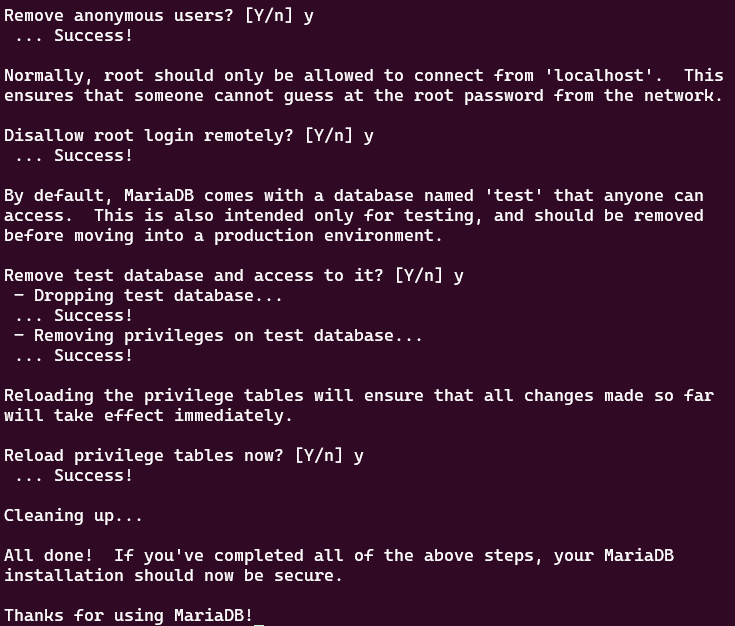 Remove anonymous users? [Y/n] y
 ... Success!
Normally, root should only be allowed to connect from 'localhost'.  This
ensures that someone cannot guess at the root password from the network.
Disallow root login remotely? [Y/n] y
 ... Success!
By default, MariaDB comes with a database named 'test' that anyone can
access.  This is also intended only for testing, and should be removed
before moving into a production environment.
Remove test database and access to it? [Y/n] y
 - Dropping test database...
 ... Success!
 - Removing privileges on test database...
 ... Success!
Reloading the privilege tables will ensure that all changes made so far
will take effect immediately.
Reload privilege tables now? [Y/n] y
 ... Success!
Cleaning up...
All done!  If you've completed all of the above steps, your MariaDB
installation should now be secure.
Thanks for using MariaDB!